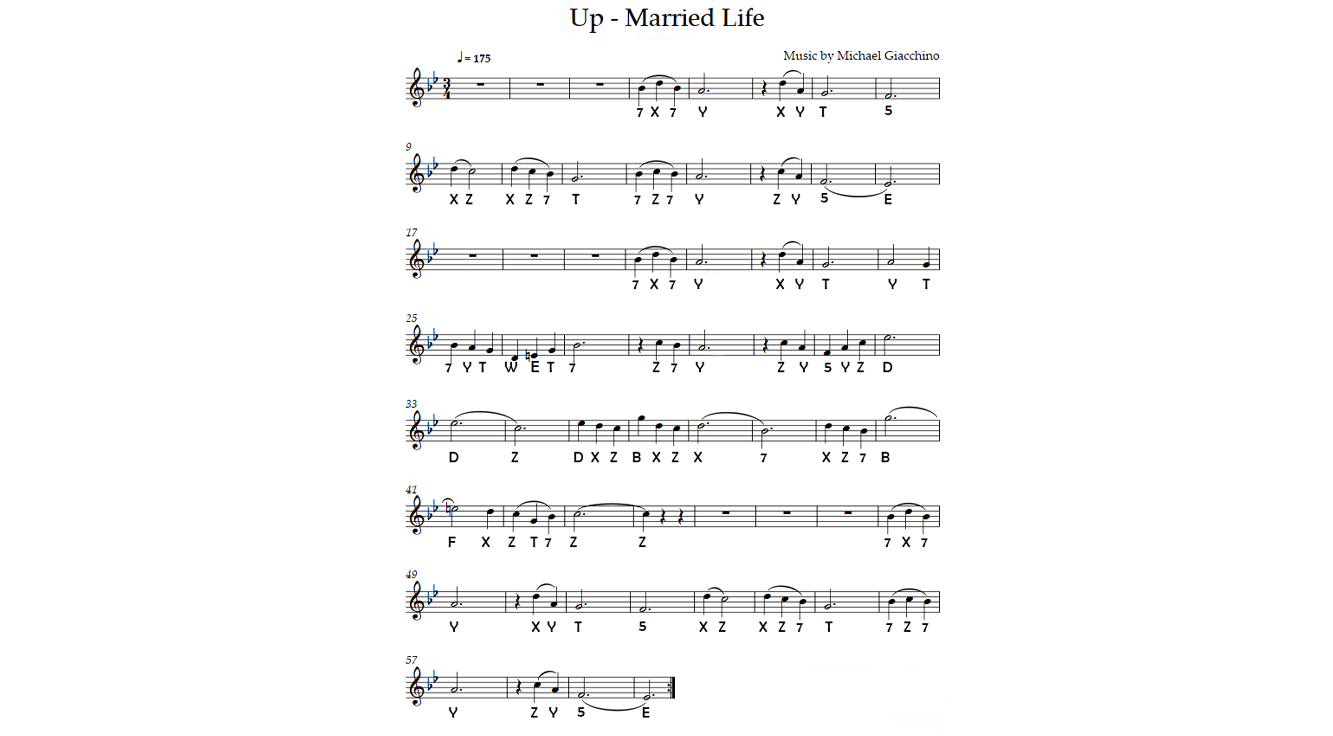 Up - Married Life
♩= 175
Music by Michael Giacchino
3
4
7 X 7 Y X Y T 5
9
X Z X Z 7 T 7 Z 7 Y Z Y 5 E
17
7 X 7 Y X Y T Y T
25
7 Y T W E T 7 Z 7 Y Z Y 5 Y Z D
33
D Z D X Z B X Z X 7 X Z 7 B
41
F X Z T 7 Z Z 7 X 7
49
Y X Y T 5 X Z X Z 7 T 7 Z 7
57
Y Z Y 5 E